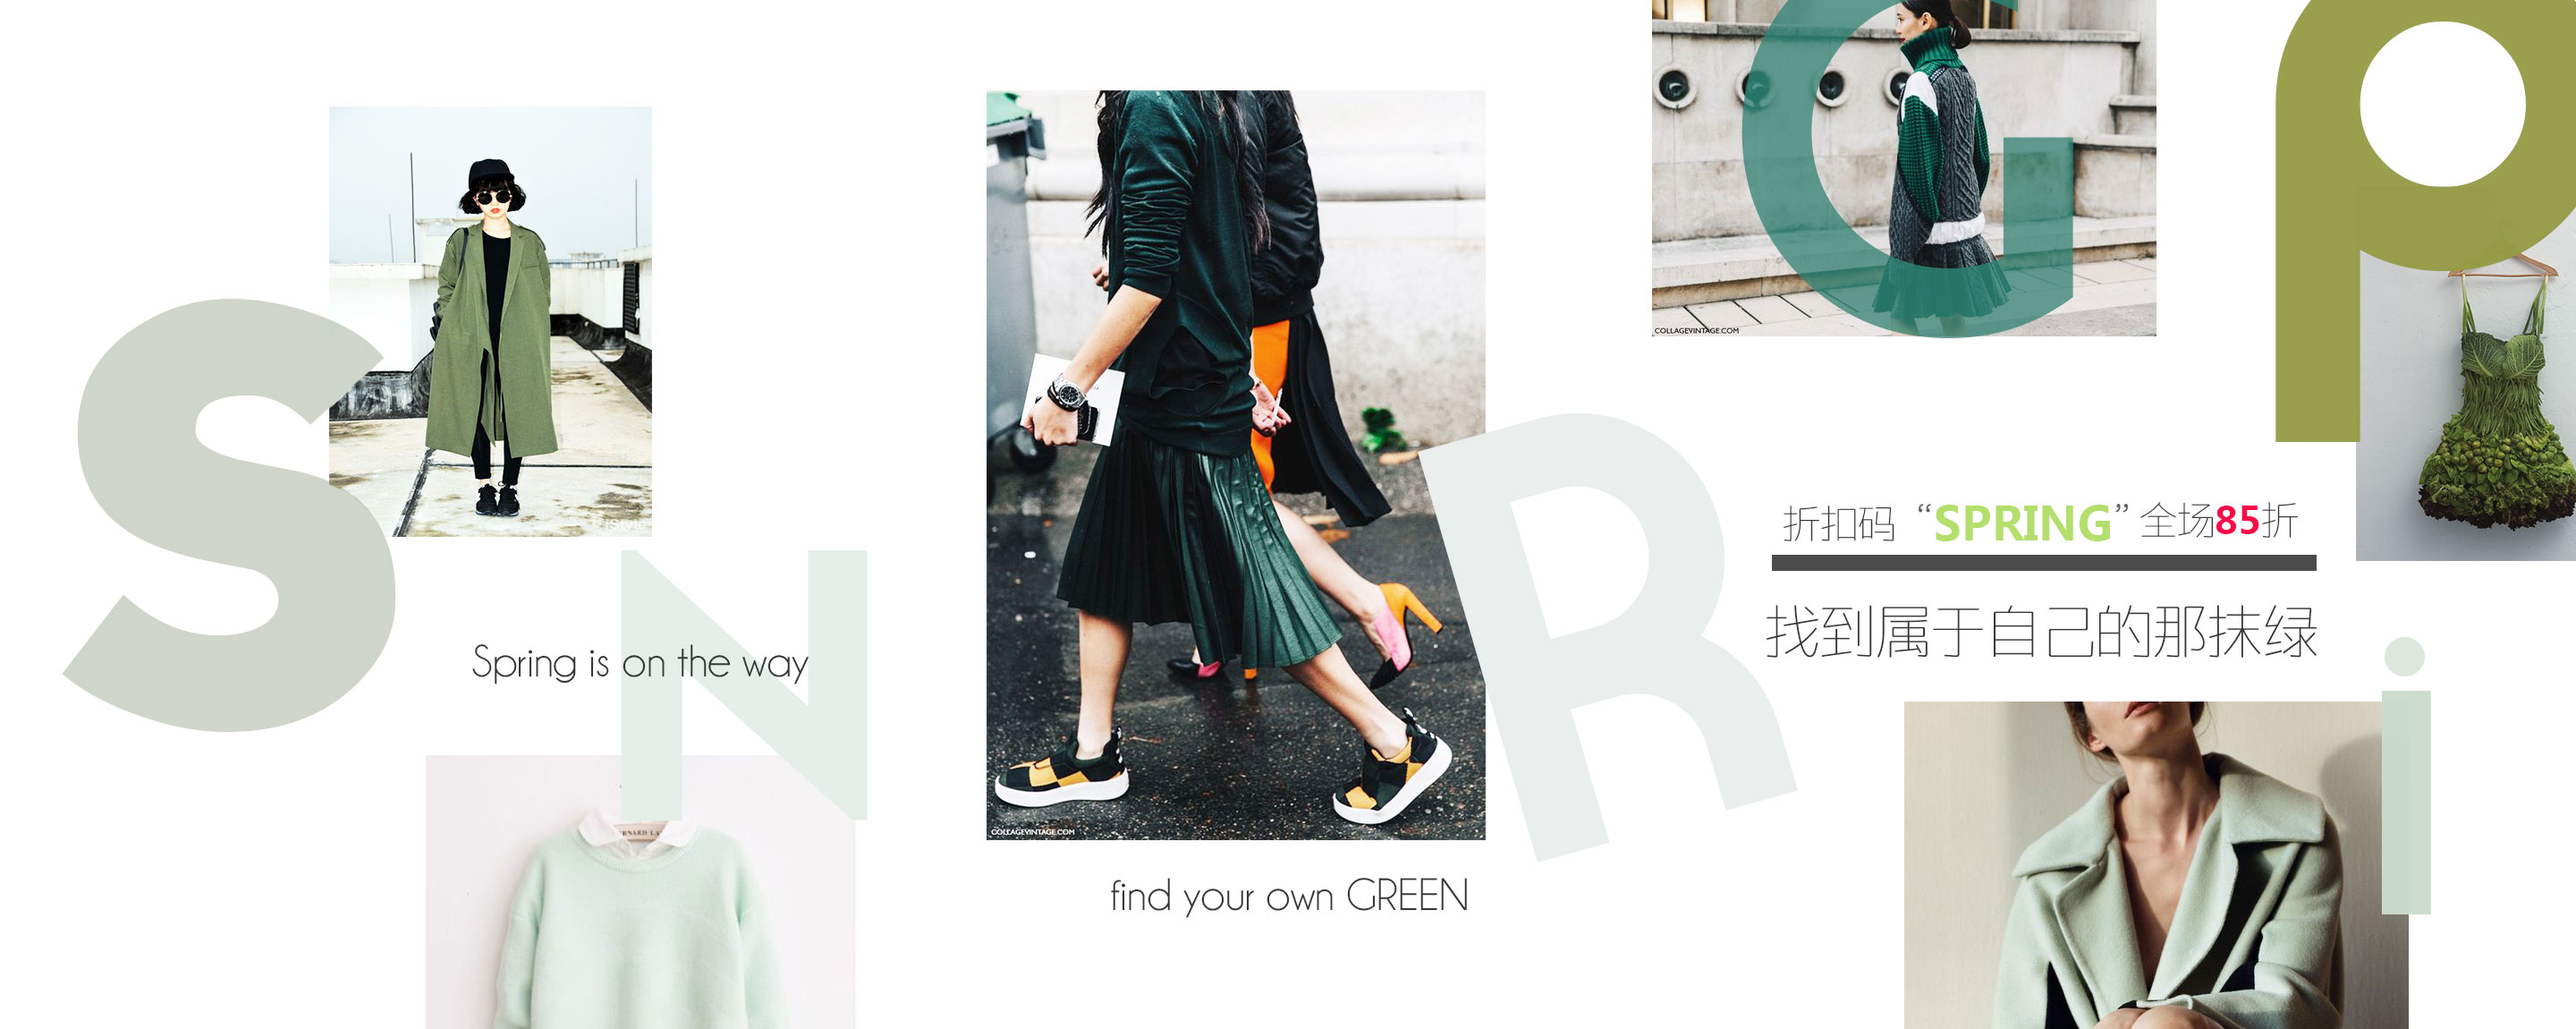 S
N
R
G
P
i
Spring is on the way
find your own GREEN
折扣码 “SPRING” 全场85折
找到属于自己的那抹绿
COLLAGEVINTAGE.COM
COLLAGEVINTAGE.COM